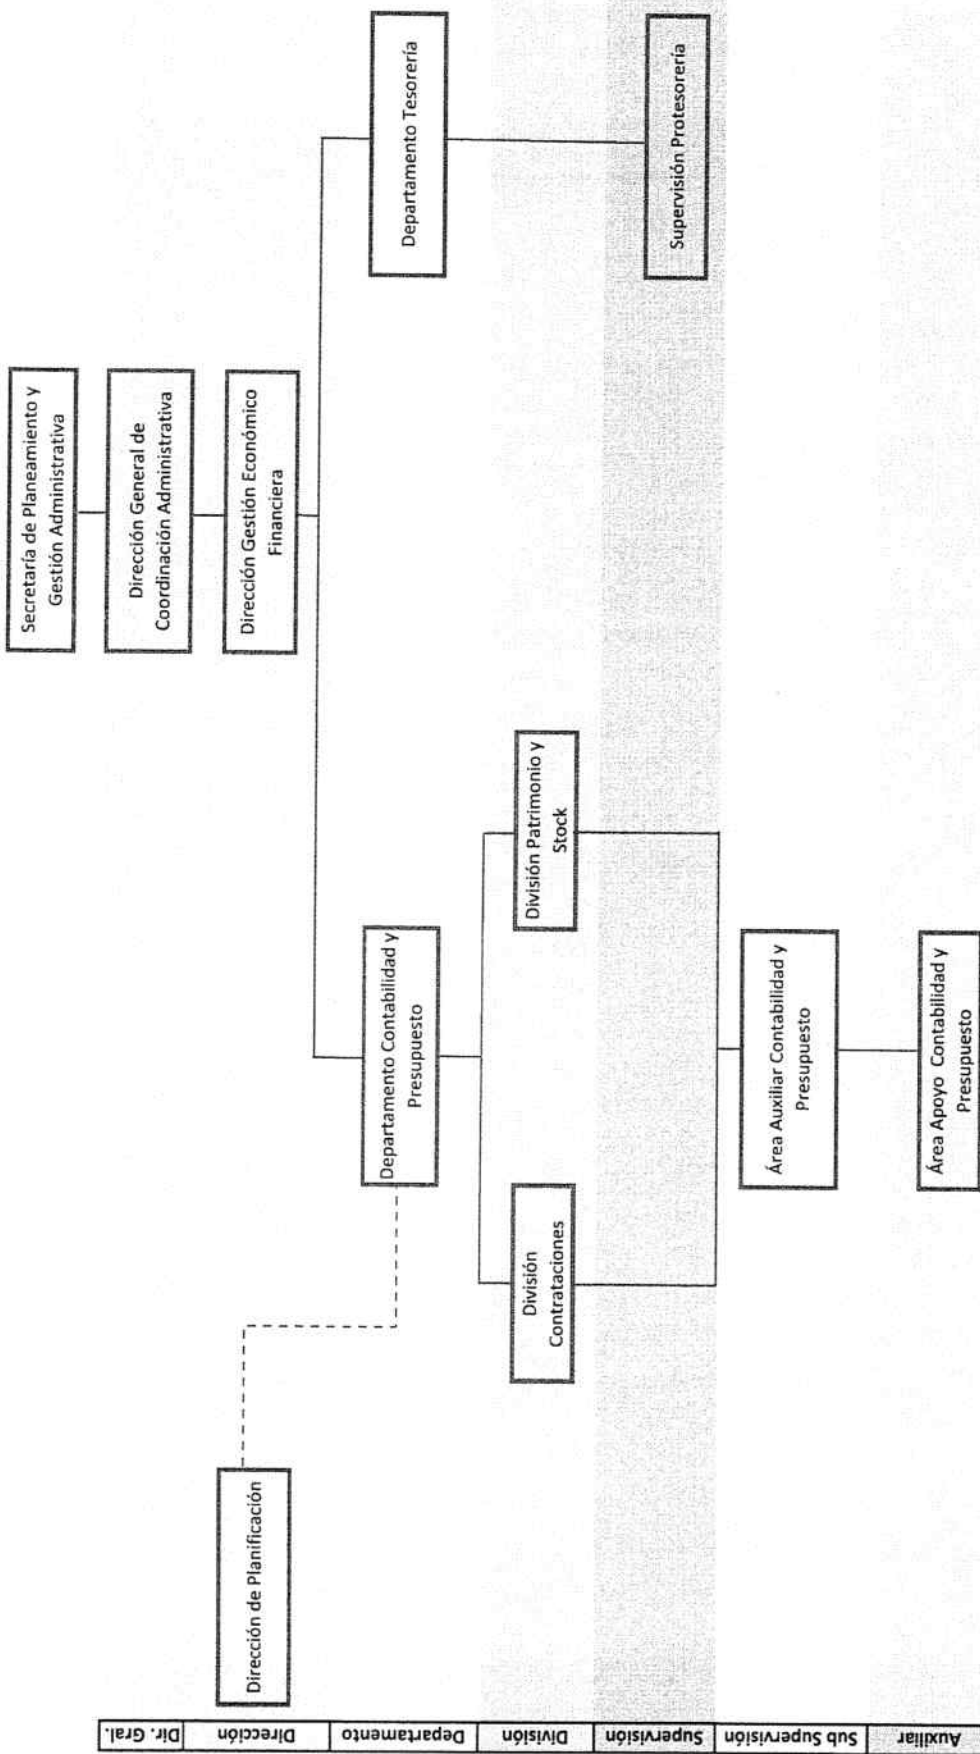 Secretaría de Planeamiento y
Gestión Administrativa
Dir. Gral.
Dirección General de
Coordinación Administrativa
Dirección
Dirección de Planificación
Dirección Gestión Económico
Financiera
Departamento
Departamento Contabilidad y
Presupuesto
Departamento Tesorería
División
División
Contrataciones
División Patrimonio y
Stock
Supervisión
Supervisión Protesorería
Sub Supervisión
Área Auxiliar Contabilidad y
Presupuesto
Auxiliar
Área Apoyo Contabilidad y
Presupuesto